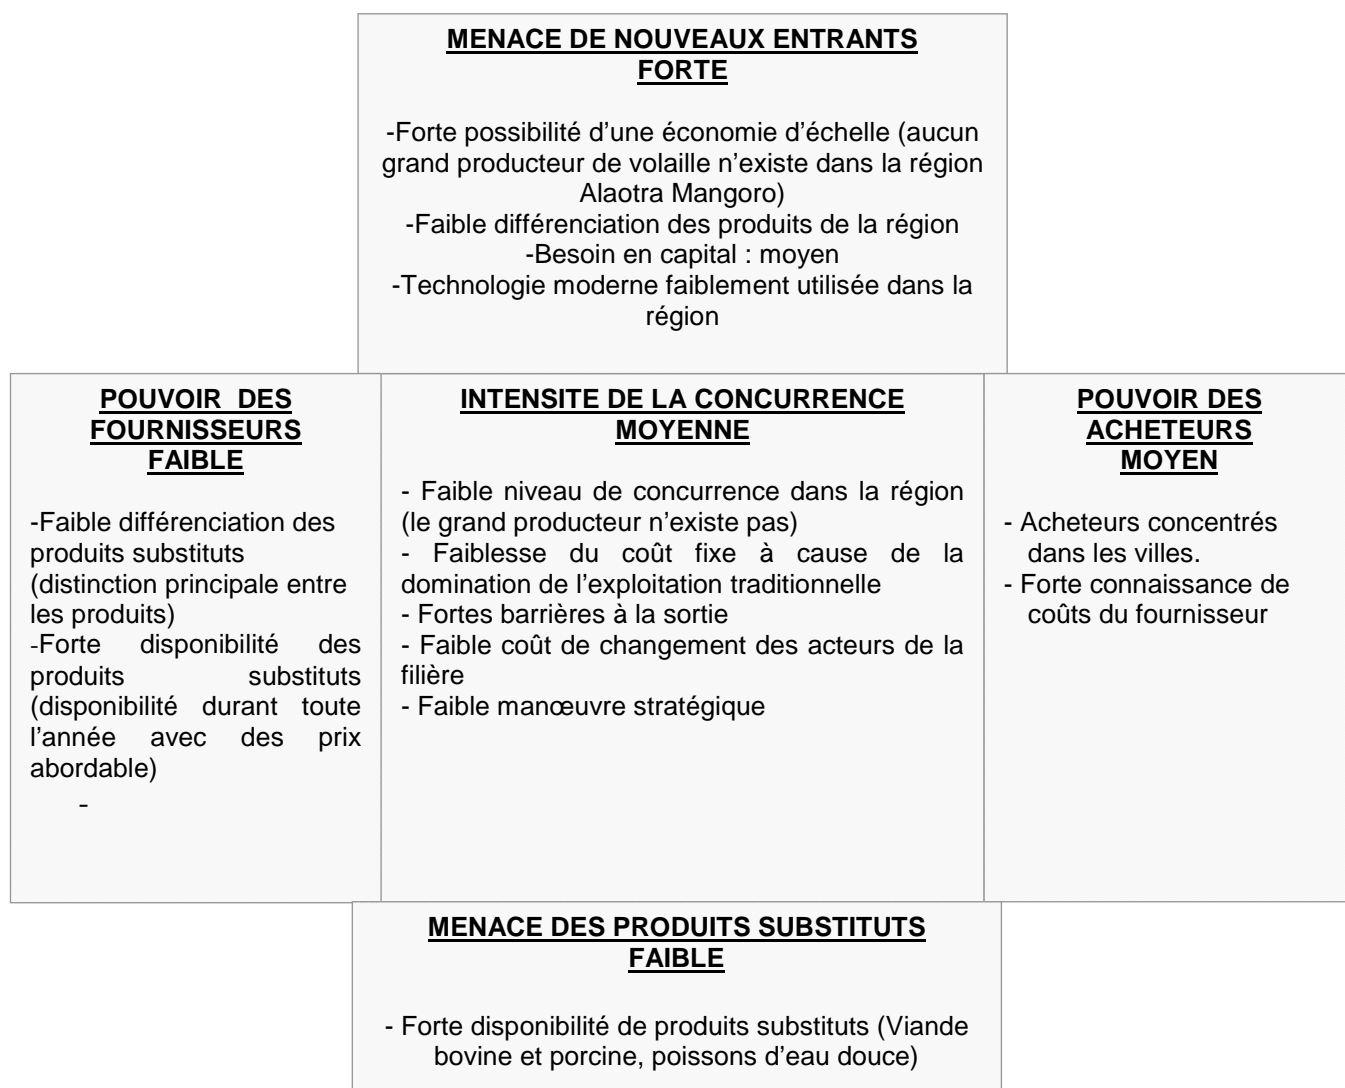 MENACE DE NOUVEAUX ENTRANTS
FORTE
-Forte possibilité d’une économie d’échelle (aucun
grand producteur de volaille n’existe dans la région
Alaotra Mangoro)
-Faible différenciation des produits de la région
-Besoin en capital : moyen
-Technologie moderne faiblement utilisée dans la
région
POUVOIR DES
FOURNISSEURS
FAIBLE
-Faible différenciation des
produits substituts
(distinction principale entre
les produits)
-Forte disponibilité des
produits substituts
(disponibilité durant toute
l’année avec des prix
abordable)
-
INTENSITE DE LA CONCURRENCE
MOYENNE
- Faible niveau de concurrence dans la région
(le grand producteur n’existe pas)
- Faiblesse du coût fixe à cause de la
domination de l’exploitation traditionnelle
- Fortes barrières à la sortie
- Faible coût de changement des acteurs de la
filière
- Faible manœuvre stratégique
POUVOIR DES
ACHETEURS
MOYEN
- Acheteurs concentrés
dans les villes.
- Forte connaissance de
coûts du fournisseur
MENACE DES PRODUITS SUBSTITUTS
FAIBLE
- Forte disponibilité de produits substituts (Viande
bovine et porcine, poissons d’eau douce)